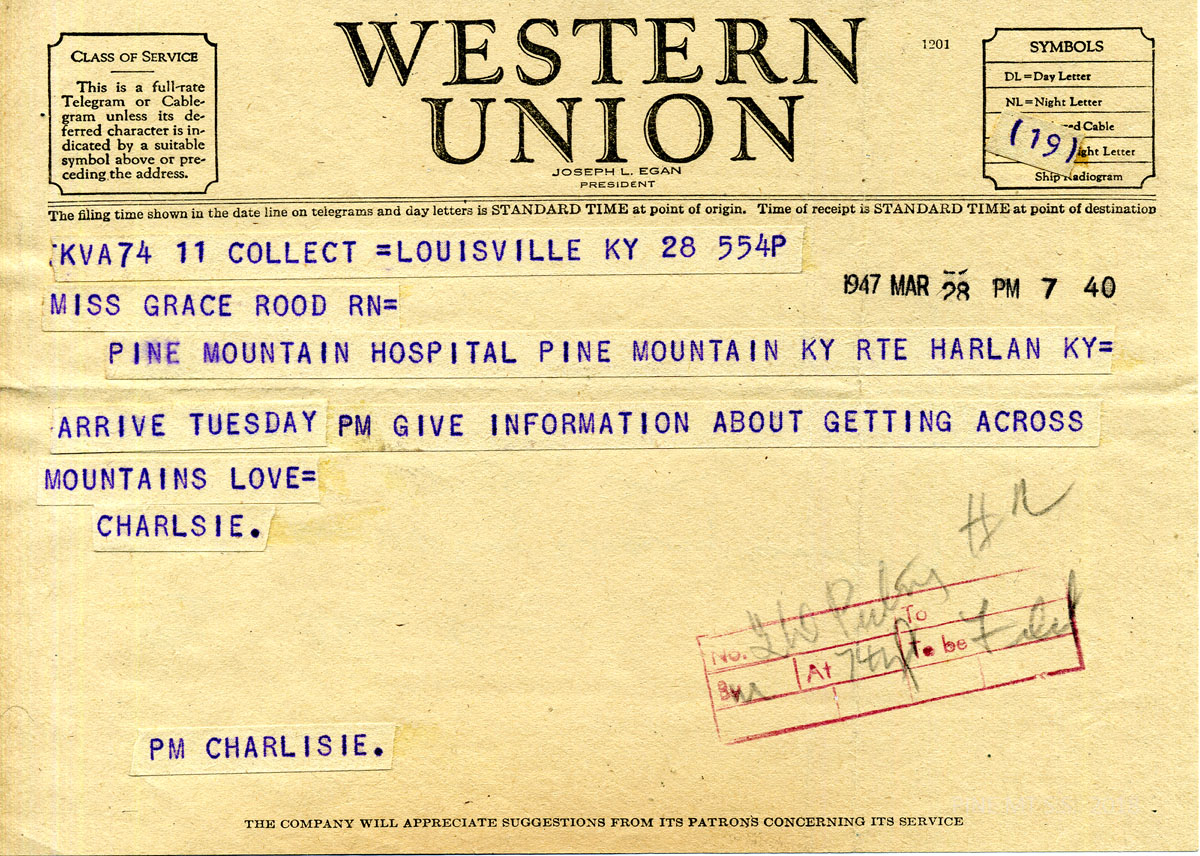 CLASS OF SERVICE
This is a full-rate
Telegram or Cable-
gram unless its de-
ferred character is in-
dicated by a suitable
symbol above or pre-
ceding the address.
WESTERN
UNION
JOSEPH L. EGAN
PRESIDENT
1201
SYMBOLS
DL=Day Letter
NL=Night Letter
ed Cable
(19)
ight Letter
Ship Radiogram
The filing time shown in the date line on telegrams and day letters is STANDARD TIME at point of origin. Time of receipt is STANDARD TIME at point of destination
KVA74 11 COLLECT =LOUISVILLE KY 28 554P
1947 MAR 28 PM 7 40
MISS GRACE ROOD RN=
PINE MOUNTAIN HOSPITAL PINE MOUNTAIN KY RTE HARLAN KY=
ARRIVE TUESDAY PM GIVE INFORMATION ABOUT GETTING ACROSS
MOUNTAINS LOVE=
CHARLSIE.
No. To
By At to be
PM CHARLISIE.
THE COMPANY WILL APPRECIATE SUGGESTIONS FROM ITS PATRONS CONCERNING ITS SERVICE